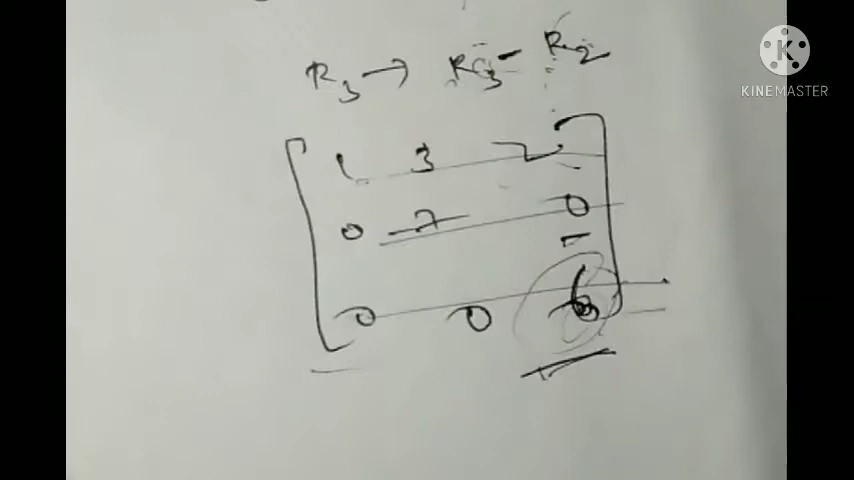 R3 → R3 - R2
1 3 2
0 -7 0
0 0 6
K
KINEMASTER